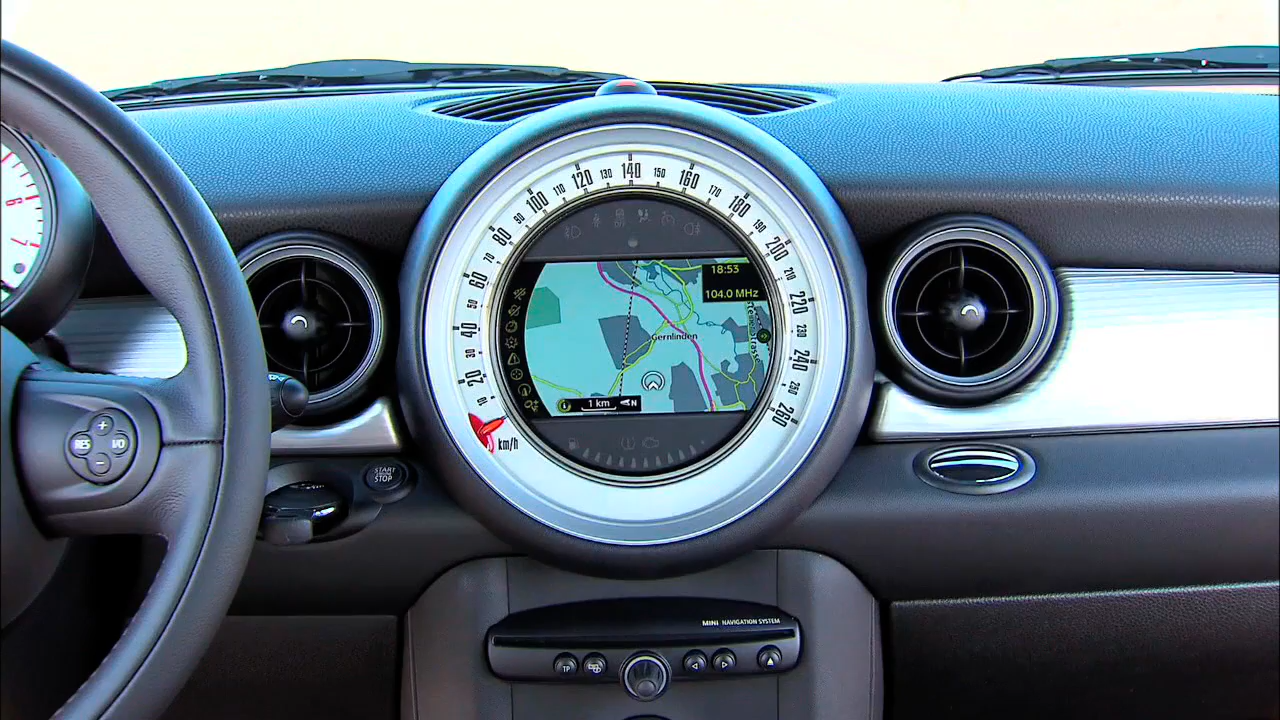 6
7
10
20
30
40
50
60
70
80
90
100
110
120
130
140
150
160
170
180
190
200
210
220
230
240
250
260
km/h
18:53
104.0 MHz
Gernlinden
1 km
N
+
RES
I/O
-
START
STOP
MINI NAVIGATION SYSTEM
TP